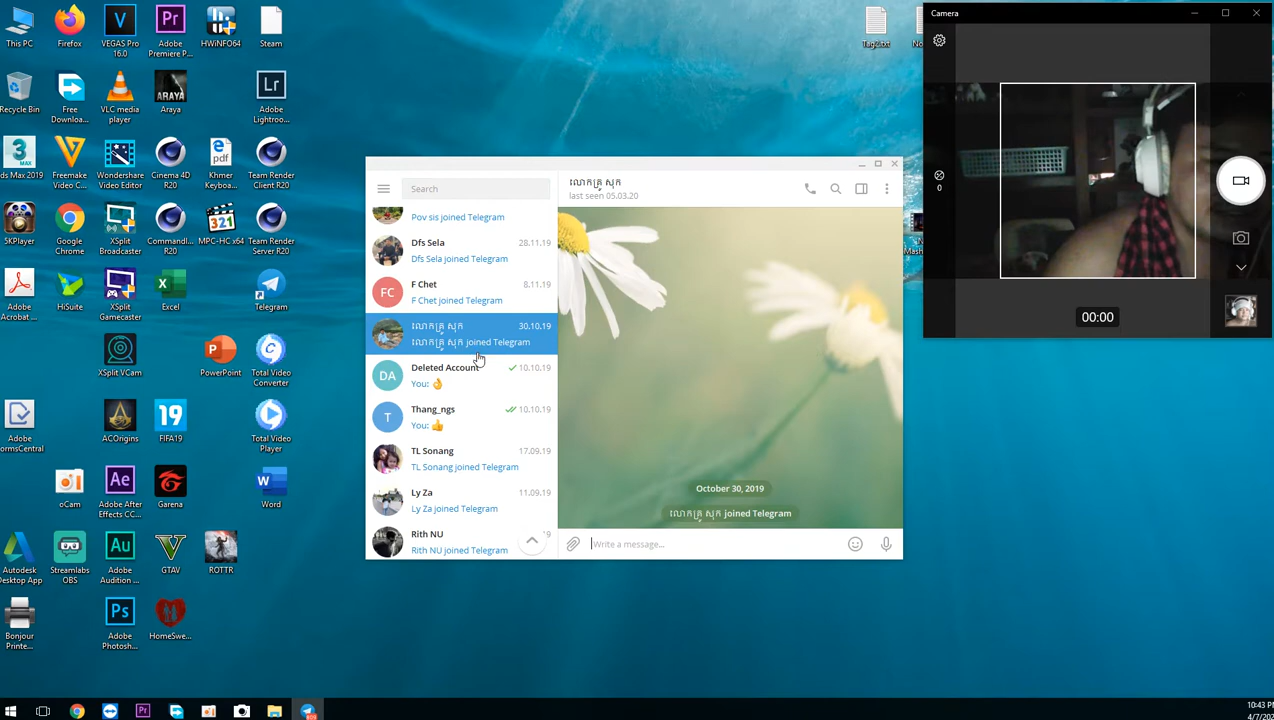 This PC
Firefox
VEGAS Pro
16.0
Adobe
Premiere P...
HWiNFO64
Steam
Tag2.txt
No
Camera
Recycle Bin
Free
Downloa...
VLC media
player
Araya
Adobe
Lightroo...
ds Max 2019
Freemake
Video C...
Wondershare
Video Editor
Cinema 4D
R20
Khmer
Keyboa...
Team Render
Client R20
5KPlayer
Google
Chrome
XSplit
Broadcaster
Commandl...
R20
MPC-HC x64
Team Render
Server R20
Adobe
Acrobat ...
HiSuite
XSplit
Gamecaster
Excel
Telegram
XSplit VCam
PowerPoint
Total Video
Converter
Adobe
ormsCentral
ACOrigins
FIFA19
Total Video
Player
oCam
Adobe After
Effects CC...
Garena
Word
Autodesk
Desktop App
Streamlabs
OBS
Adobe
Audition ...
GTAV
ROTTR
Bonjour
Printe...
Adobe
Photosh...
HomeSwe...
Search
Pov sis joined Telegram
Dfs Sela 28.11.19
Dfs Sela joined Telegram
FC
F Chet 8.11.19
F Chet joined Telegram
លោកគ្រូ សុក 30.10.19
លោកគ្រូ សុក joined Telegram
DA
Deleted Account 10.10.19
You: 👌
T
Thang_ngs 10.10.19
You: 👍
TL Sonang 17.09.19
TL Sonang joined Telegram
Ly Za 11.09.19
Ly Za joined Telegram
Rith NU
Rith NU joined Telegram
លោកគ្រូ សុក
last seen 05.03.20
October 30, 2019
លោកគ្រូ សុក joined Telegram
Write a message...
0
00:00
10:43 PM
4/7/20